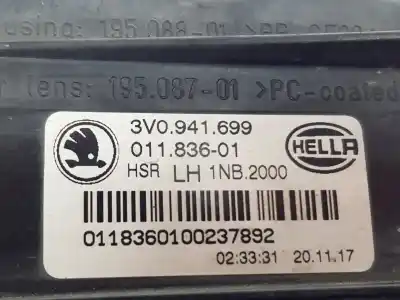 using: 195.088-01 >PP
lens: 195.087-01 >PC-coated
3V0.941.699
011.836-01
HELLA
HSR LH 1NB.2000
0118360100237892
02:33:31 20.11.17